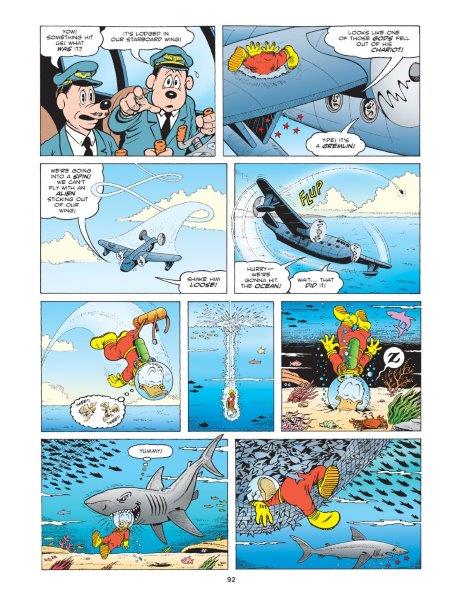 YOW!
SOMETHING
HIT
US! WHAT
WAS IT?
IT'S LODGED IN
OUR STARBOARD WING!
LOOKS LIKE ONE
OF THOSE GODS FELL
OUT OF HIS
CHARIOT!
YIPE! IT'S
A GREMLIN!
WE'RE GOING
INTO A SPIN!
WE CAN'T
FLY WITH AN
ALIEN
STICKING OUT
OF OUR
WING!
SHAKE HIM
LOOSE!
FLUP
HURRY—
WE'RE
GONNA HIT
THE OCEAN!
WAIT... THAT
DID IT!
Z
YUMMY!
92